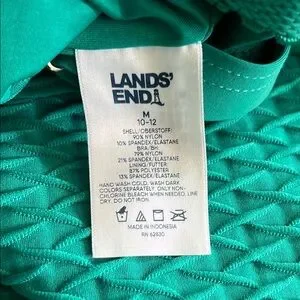 LANDS'
END
M
10-12
SHELL/OBERSTOFF:
90% NYLON
10% SPANDEX/ELASTANE
BRA/BH:
79% NYLON
21% SPANDEX/ELASTANE
LINING/FUTTER:
87% POLYESTER
13% SPANDEX/ELASTANE
HAND WASH COLD. WASH DARK
COLORS SEPARATELY. ONLY NON-
CHLORINE BLEACH WHEN NEEDED. LINE
DRY. DO NOT IRON.
MADE IN INDONESIA
RN 62930